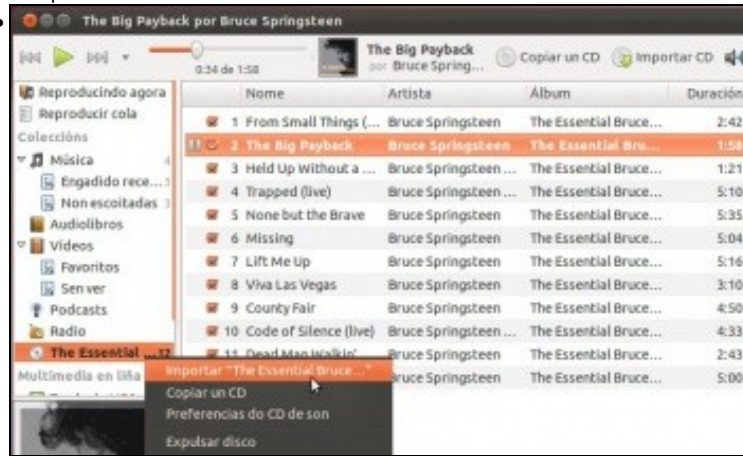 The Big Payback por Bruce Springsteen
The Big Payback
por Bruce Spring...
0:34 de 1:58
Copiar un CD
Importar CD
Reproducindo agora
Reproducir cola
Coleccións
Música 4
Engadido rece... 3
Non escoitadas 3
Audiolibros
Vídeos
Favoritos
Sen ver
Podcasts
Radio
The Essential ... 12
Multimedia en liña
Nome Artista Álbum Duración
1 From Small Things (... Bruce Springsteen The Essential Bruce... 2:42
2 The Big Payback Bruce Springsteen The Essential Bru... 1:58
3 Held Up Without a ... Bruce Springsteen ... The Essential Bruce... 1:21
4 Trapped (live) Bruce Springsteen ... The Essential Bruce... 5:10
5 None but the Brave Bruce Springsteen The Essential Bruce... 5:35
6 Missing Bruce Springsteen The Essential Bruce... 5:04
7 Lift Me Up Bruce Springsteen The Essential Bruce... 5:16
8 Viva Las Vegas Bruce Springsteen The Essential Bruce... 3:10
9 County Fair Bruce Springsteen The Essential Bruce... 4:50
10 Code of Silence (live) Bruce Springsteen ... The Essential Bruce... 4:33
11 Dead Man Walkin' Bruce Springsteen The Essential Bruce... 2:43
Bruce Springsteen The Essential Bruce... 5:00
Importar "The Essential Bruce..."
Copiar un CD
Preferencias do CD de son
Expulsar disco